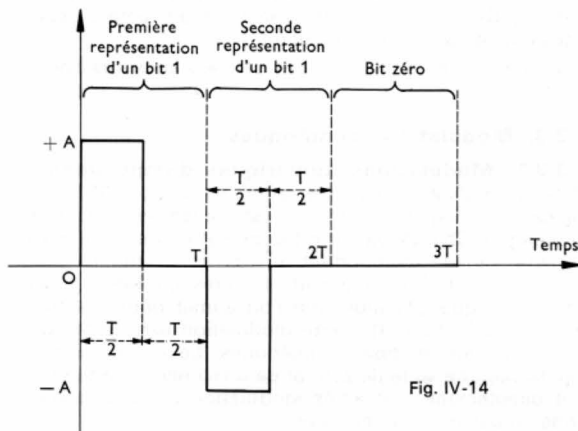 Première
représentation
d'un bit 1
Seconde
représentation
d'un bit 1
Bit zéro
+ A
T
2
T
2
T
2T
3T
Temps
O
T
2
T
2
− A
Fig. IV-14